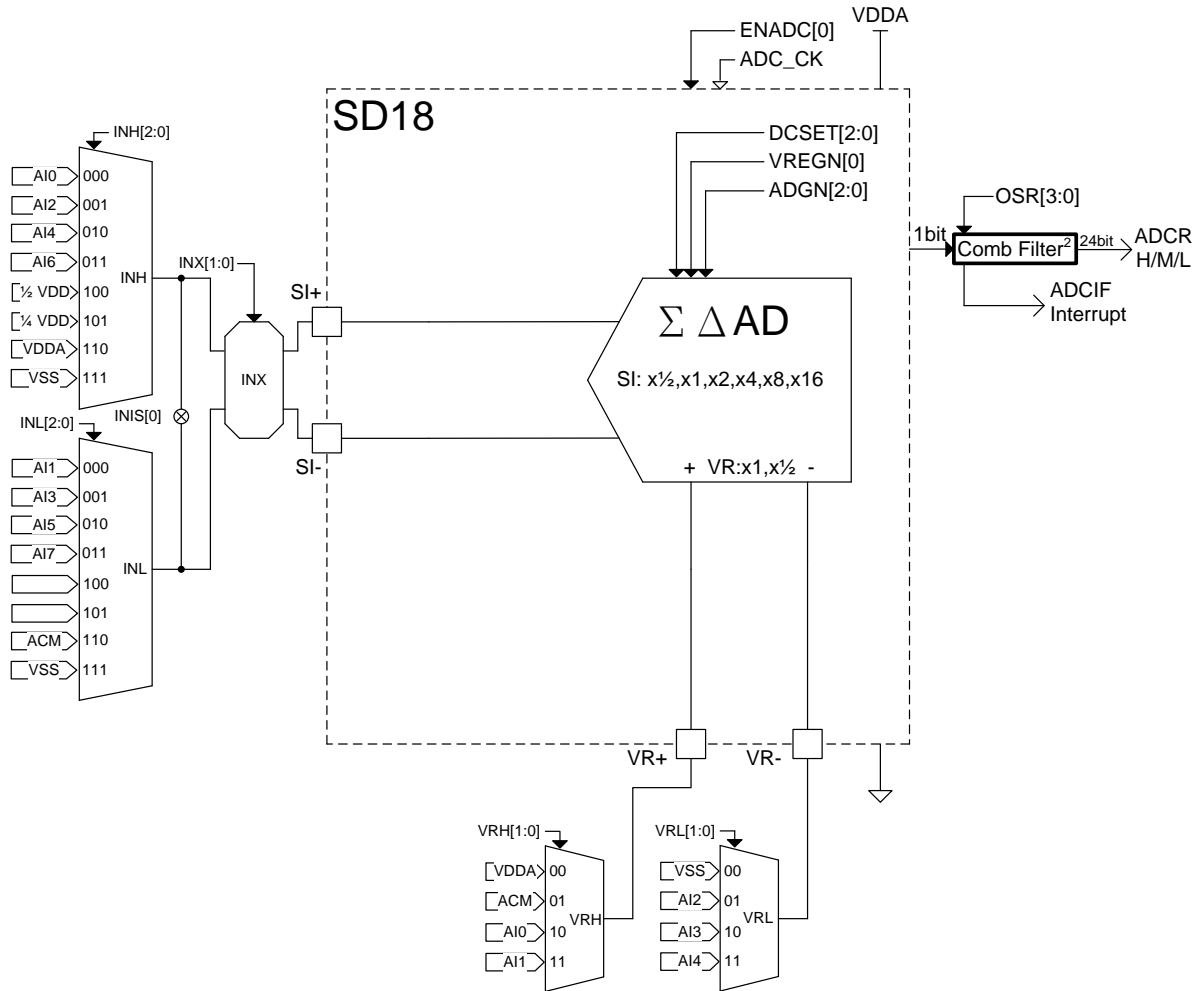 VDDA
ENADC[0]
ADC_CK
SD18
DCSET[2:0]
VREGN[0]
ADGN[2:0]
INH[2:0]
AI0 000
AI2 001
AI4 010
AI6 011
½ VDD 100
¼ VDD 101
VDDA 110
VSS 111
INH
INX[1:0]
INX
INIS[0]
SI+
SI-
INL[2:0]
AI1 000
AI3 001
AI5 010
AI7 011
100
101
ACM 110
VSS 111
INL
Σ Δ AD
SI: x½,x1,x2,x4,x8,x16
+ VR:x1,x½ -
OSR[3:0]
1bit
Comb Filter²
24bit
ADCR
H/M/L
ADCIF
Interrupt
VR+
VR-
VRH[1:0]
VDDA 00
ACM 01
AI0 10
AI1 11
VRH
VRL[1:0]
VSS 00
AI2 01
AI3 10
AI4 11
VRL